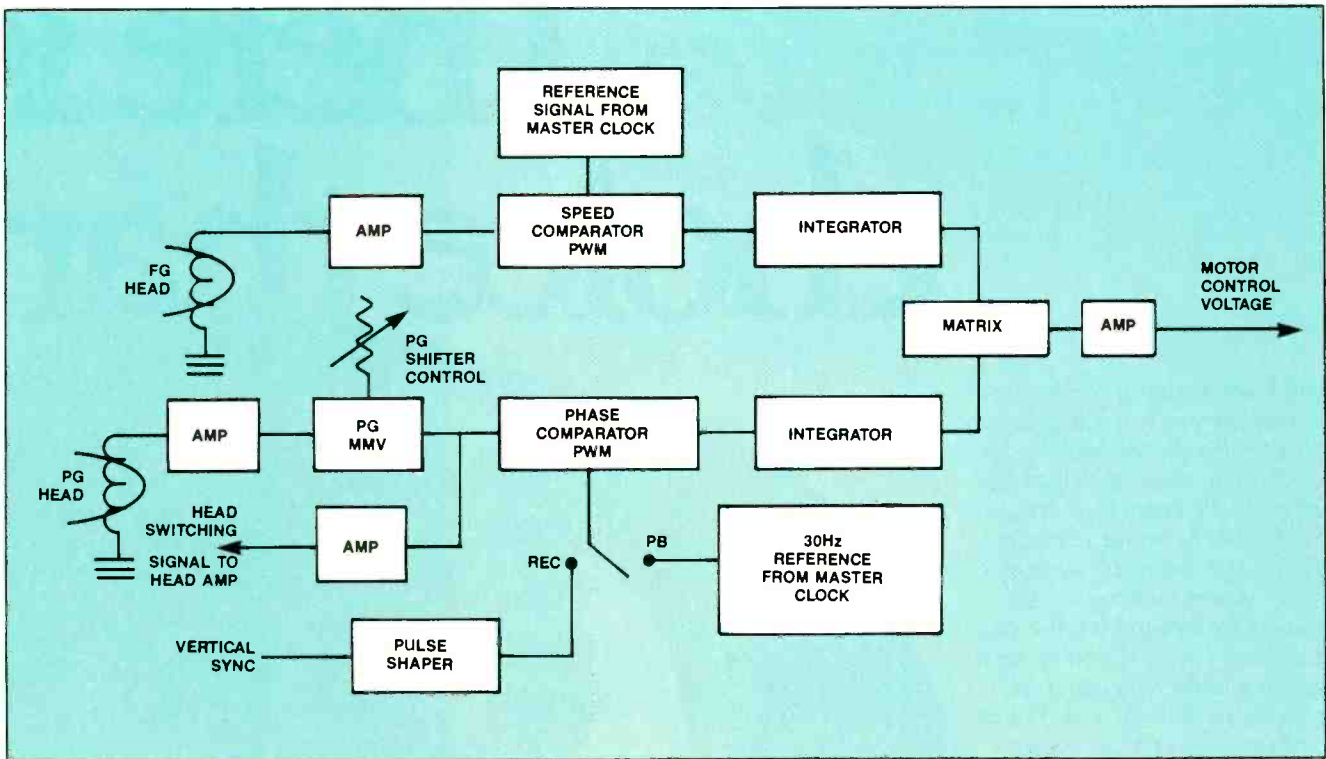 REFERENCE
SIGNAL FROM
MASTER CLOCK
AMP
SPEED
COMPARATOR
PWM
INTEGRATOR
FG
HEAD
MOTOR
CONTROL
VOLTAGE
PG
SHIFTER
CONTROL
MATRIX
AMP
AMP
PG
MMV
PHASE
COMPARATOR
PWM
INTEGRATOR
PG
HEAD
HEAD
SWITCHING
SIGNAL TO
HEAD AMP
AMP
REC
PB
30Hz
REFERENCE
FROM MASTER
CLOCK
VERTICAL
SYNC
PULSE
SHAPER